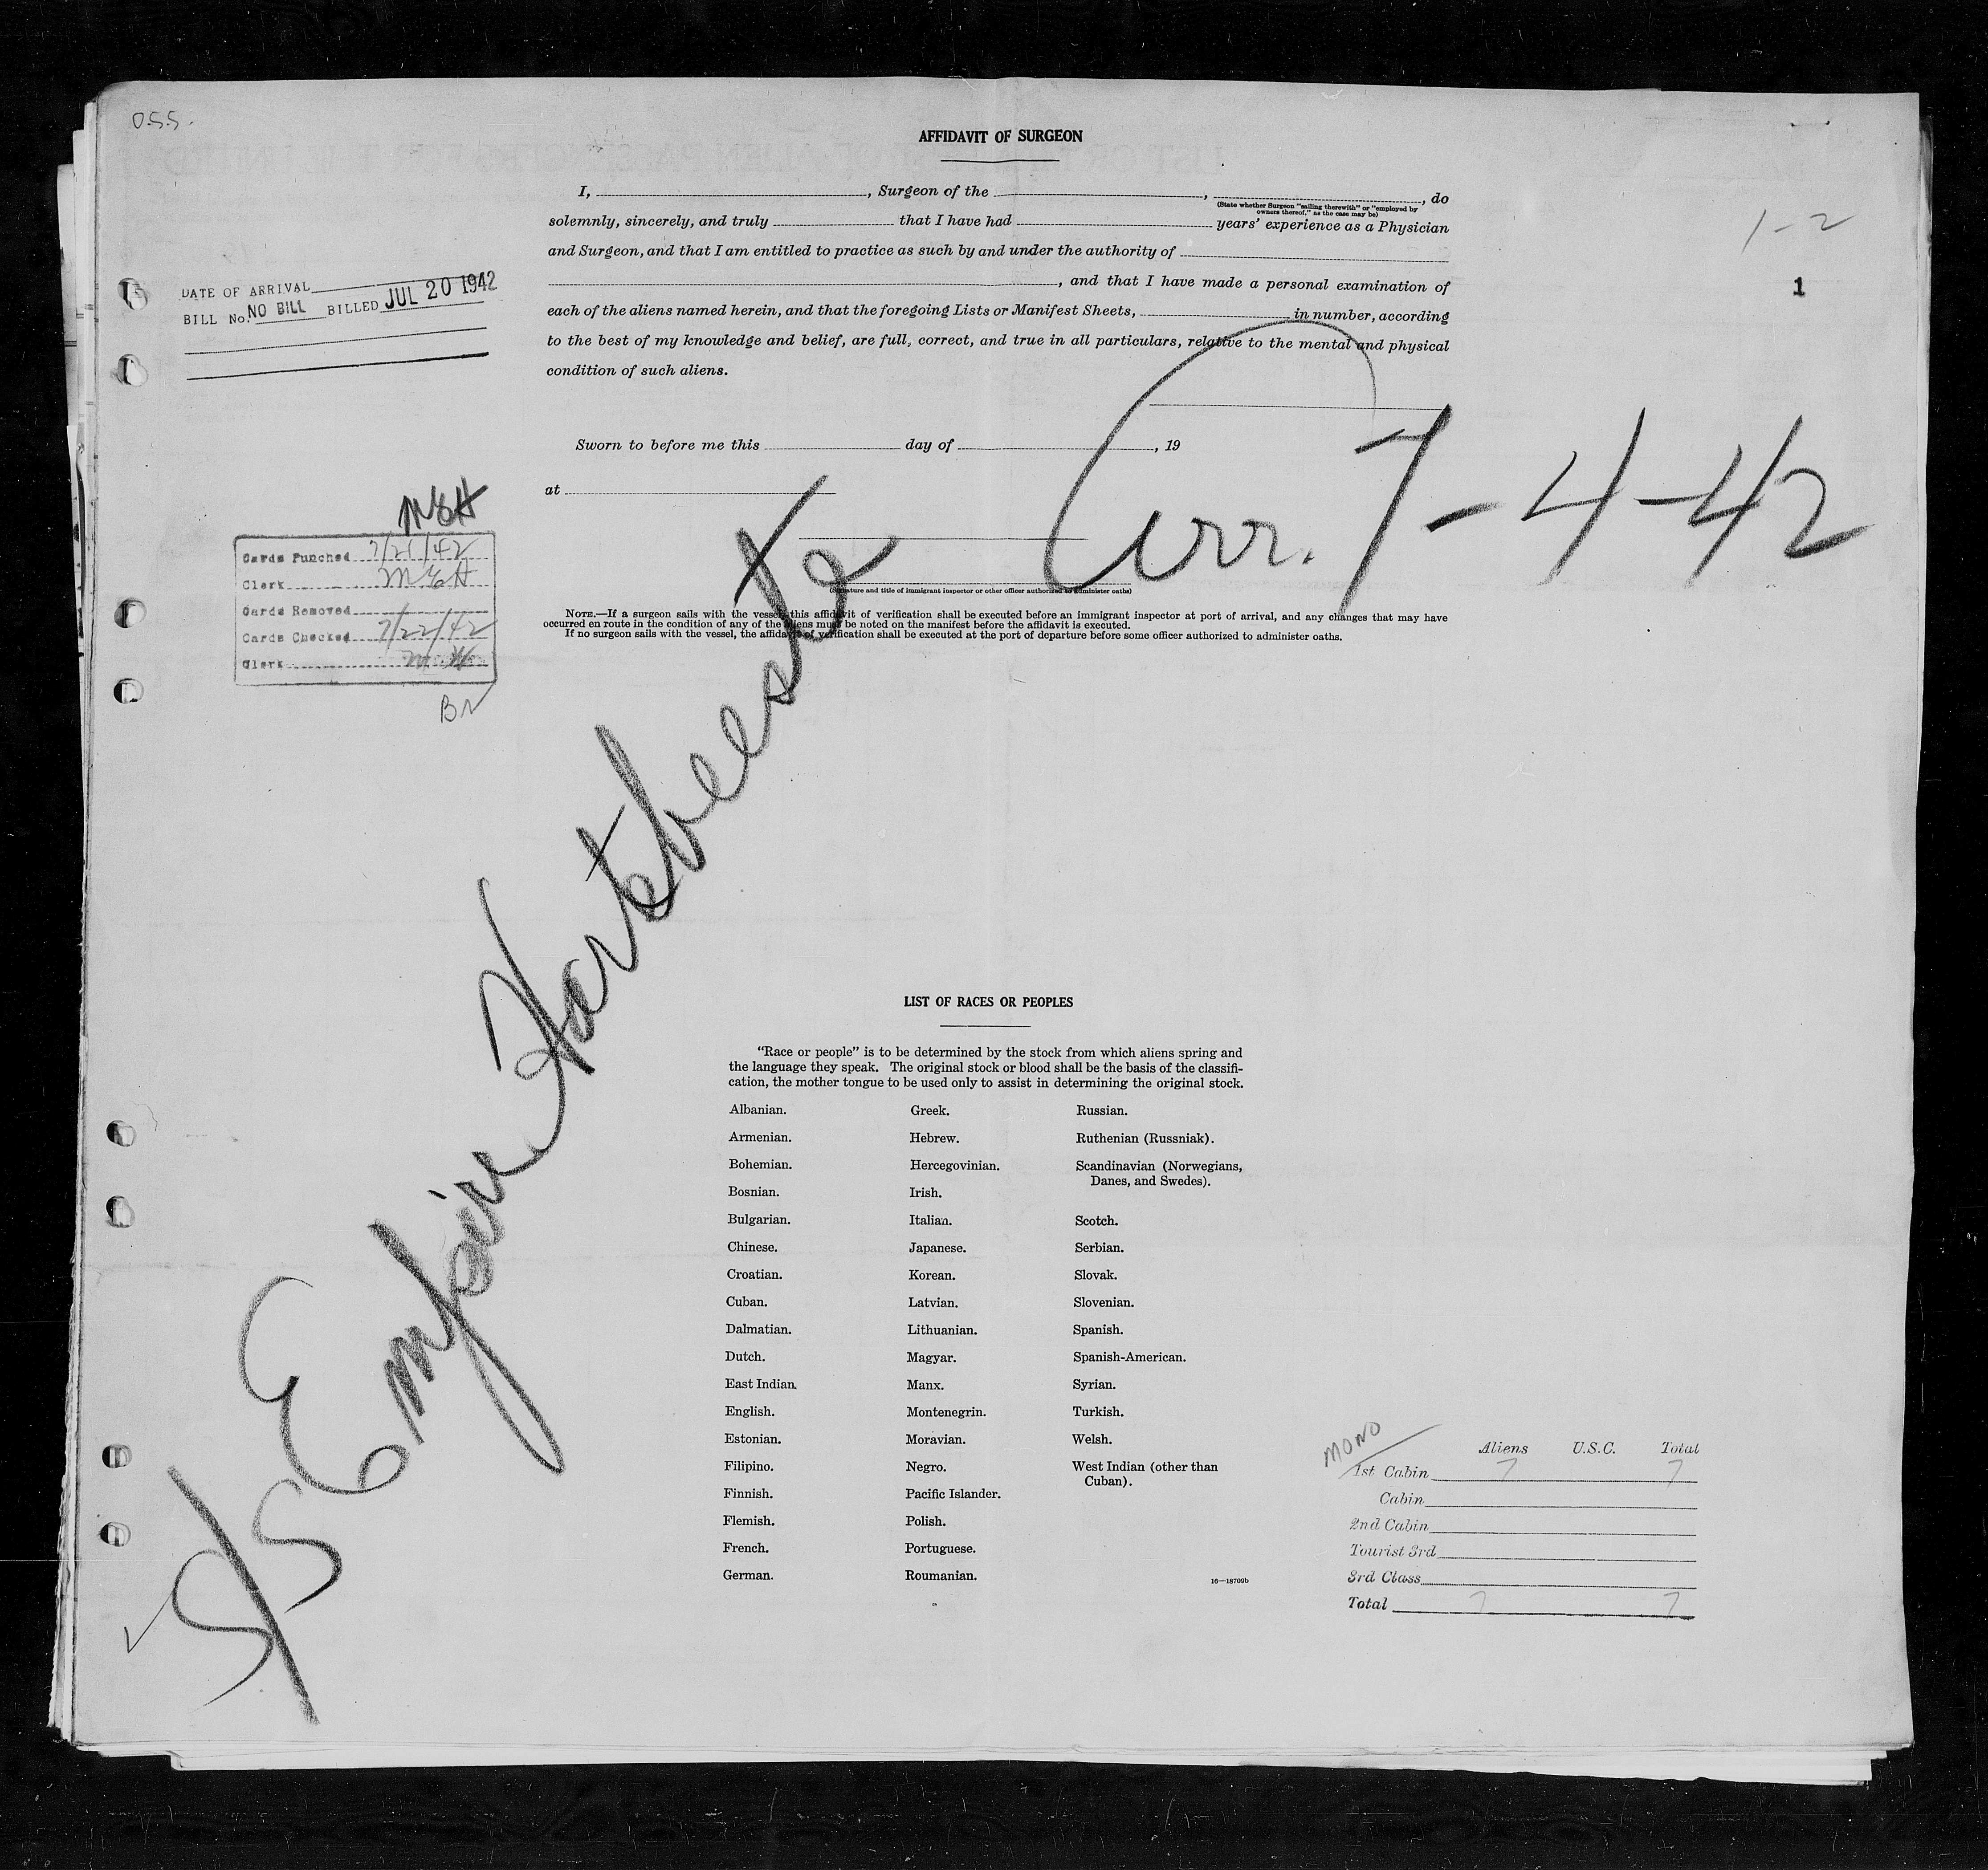 O.S.S.
AFFIDAVIT OF SURGEON
I, , Surgeon of the , , do
(State whether Surgeon "sailing therewith" or "employed by
owners thereof," as the case may be)
solemnly, sincerely, and truly that I have had years' experience as a Physician
and Surgeon, and that I am entitled to practice as such by and under the authority of
, and that I have made a personal examination of
each of the aliens named herein, and that the foregoing Lists or Manifest Sheets, in number, according
to the best of my knowledge and belief, are full, correct, and true in all particulars, relative to the mental and physical
condition of such aliens.
1-2
1
DATE OF ARRIVAL
BILL No. NO BILL BILLED JUL 20 1942
Sworn to before me this day of , 19
at
Arr. 7-4-42
(Signature and title of immigrant inspector or other officer authorized to administer oaths)
NOTE.—If a surgeon sails with the vessel, this affidavit of verification shall be executed before an immigrant inspector at port of arrival, and any changes that may have
occurred en route in the condition of any of the aliens must be noted on the manifest before the affidavit is executed.
If no surgeon sails with the vessel, the affidavit of verification shall be executed at the port of departure before some officer authorized to administer oaths.
MGH
Cards Punched 7/21/42
Clerk MGH
Cards Removed
Cards Checked 7/22/42
Clerk
S/S Empire Hartebeeste
LIST OF RACES OR PEOPLES
"Race or people" is to be determined by the stock from which aliens spring and
the language they speak. The original stock or blood shall be the basis of the classifi-
cation, the mother tongue to be used only to assist in determining the original stock.
Albanian.
Armenian.
Bohemian.
Bosnian.
Bulgarian.
Chinese.
Croatian.
Cuban.
Dalmatian.
Dutch.
East Indian.
English.
Estonian.
Filipino.
Finnish.
Flemish.
French.
German.
Greek.
Hebrew.
Hercegovinian.
Irish.
Italian.
Japanese.
Korean.
Latvian.
Lithuanian.
Magyar.
Manx.
Montenegrin.
Moravian.
Negro.
Pacific Islander.
Polish.
Portuguese.
Roumanian.
Russian.
Ruthenian (Russniak).
Scandinavian (Norwegians,
Danes, and Swedes).
Scotch.
Serbian.
Slovak.
Slovenian.
Spanish.
Spanish-American.
Syrian.
Turkish.
Welsh.
West Indian (other than
Cuban).
16—18709b
MONO
Aliens U.S.C. Total
1st Cabin 7 7
Cabin
2nd Cabin
Tourist 3rd
3rd Class
Total 7 7